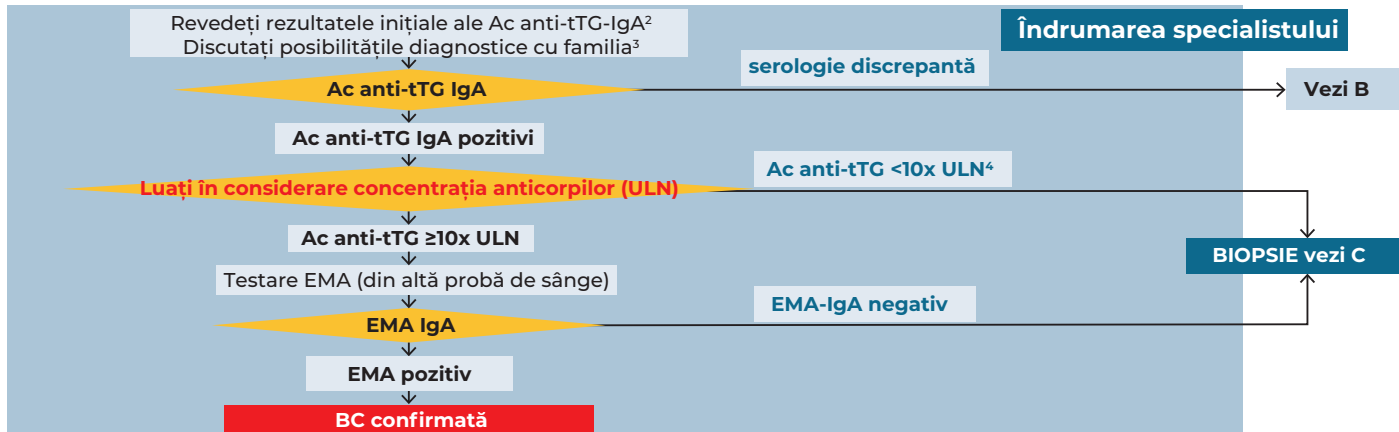 Revedeți rezultatele inițiale ale Ac anti-tTG-IgA²
Discutați posibilitățile diagnostice cu familia³
Îndrumarea specialistului
serologie discrepantă
Ac anti-tTG IgA
Vezi B
Ac anti-tTG IgA pozitivi
Ac anti-tTG <10x ULN⁴
Luați în considerare concentrația anticorpilor (ULN)
Ac anti-tTG ≥10x ULN
BIOPSIE vezi C
Testare EMA (din altă probă de sânge)
EMA-IgA negativ
EMA IgA
EMA pozitiv
BC confirmată